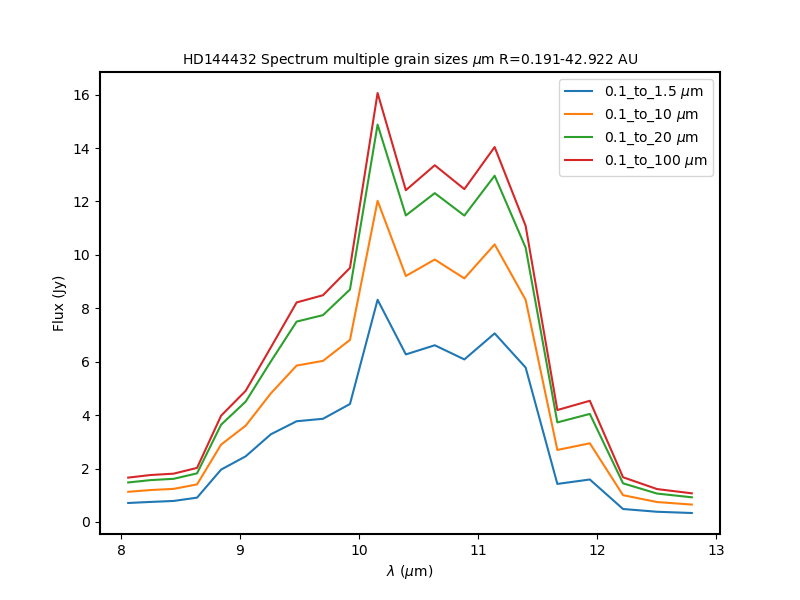 HD144432 Spectrum multiple grain sizes μm R=0.191-42.922 AU
0.1_to_1.5 μm
0.1_to_10 μm
0.1_to_20 μm
0.1_to_100 μm
16
14
12
10
8
6
4
2
0
Flux (Jy)
8 9 10 11 12 13
λ (μm)